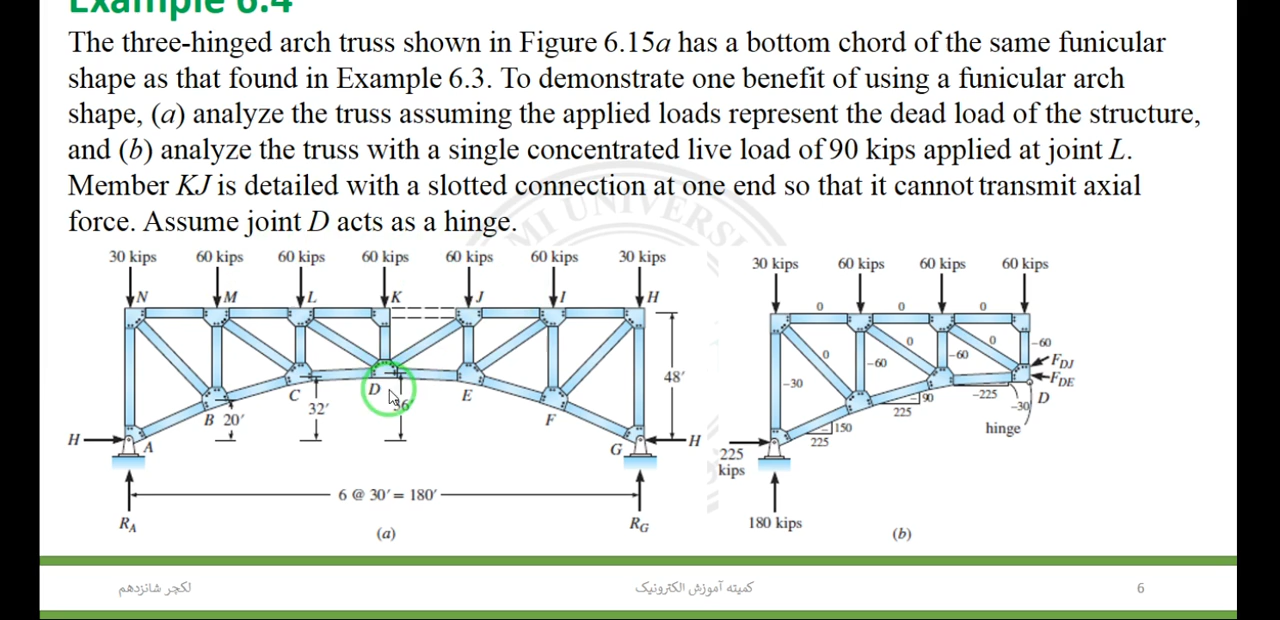 Example 6.4
The three-hinged arch truss shown in Figure 6.15a has a bottom chord of the same funicular
shape as that found in Example 6.3. To demonstrate one benefit of using a funicular arch
shape, (a) analyze the truss assuming the applied loads represent the dead load of the structure,
and (b) analyze the truss with a single concentrated live load of 90 kips applied at joint L.
Member KJ is detailed with a slotted connection at one end so that it cannot transmit axial
force. Assume joint D acts as a hinge.
30 kips 60 kips 60 kips 60 kips 60 kips 60 kips 30 kips
N M L K J I H
48'
C D E
B 20' 32' 36' F
H A G H
6 @ 30' = 180'
RA RG
(a)
30 kips 60 kips 60 kips 60 kips
0 0 0
-60
0 -60 0 -60 0 FDJ
FDE
-30 -225 D
90 -30
225
150 hinge
225
225
kips
180 kips
(b)
UNIVERSI
لکچر شانزدهم
کمیته آموزش الکترونیک
6